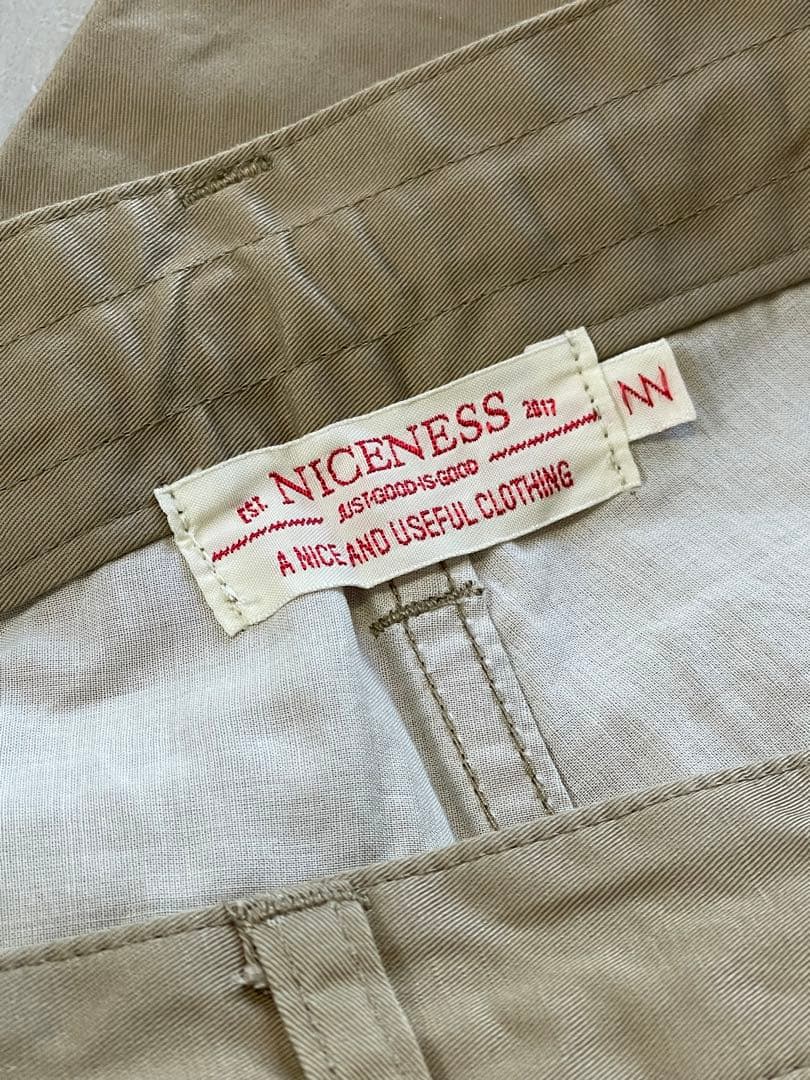 EST. NICENESS 2017
JUST·GOOD·IS·GOOD
A NICE AND USEFUL CLOTHING